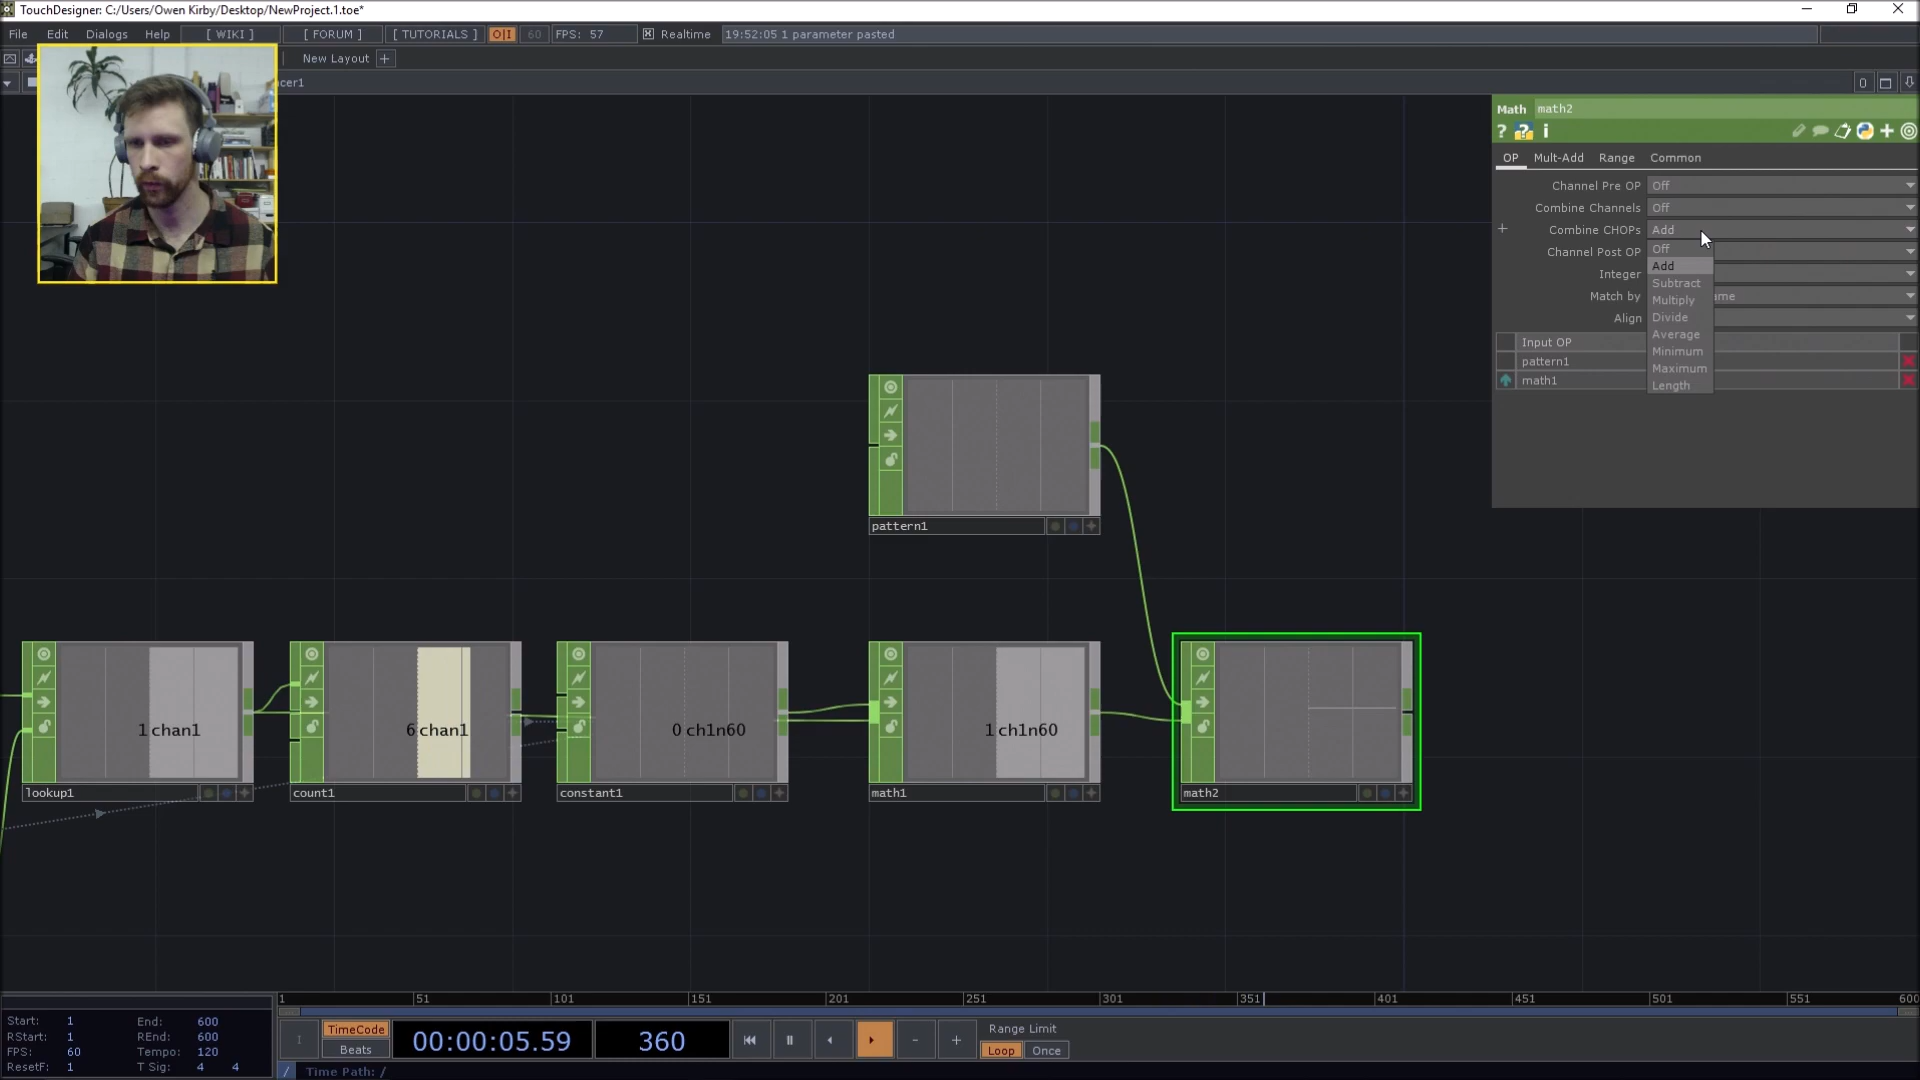 TouchDesigner: C:/Users/Owen Kirby/Desktop/NewProject.1.toe*
File Edit Dialogs Help [ WIKI ] [ FORUM ] [ TUTORIALS ] O|I 60 FPS: 57 Realtime 19:52:05 1 parameter pasted
New Layout +
cer1 0
Math math2
? ? i
OP Mult-Add Range Common
Channel Pre OP Off
Combine Channels Off
+ Combine CHOPs Add
Channel Post OP
Off
Add
Integer
Subtract
Match by ame
Multiply
Align
Divide
Average
Input OP
Minimum
pattern1
Maximum
math1
Length
pattern1
1 chan1
6 chan1
0 ch1n60
1 ch1n60
lookup1
count1
constant1
math1
math2
1 51 101 151 201 251 301 351 401 451 501 551 600
Start: 1 End: 600
RStart: 1 REnd: 600
FPS: 60 Tempo: 120
ResetF: 1 T Sig: 4 4
TimeCode
Beats
00:00:05.59
360
- +
Range Limit
Loop Once
/ Time Path: /